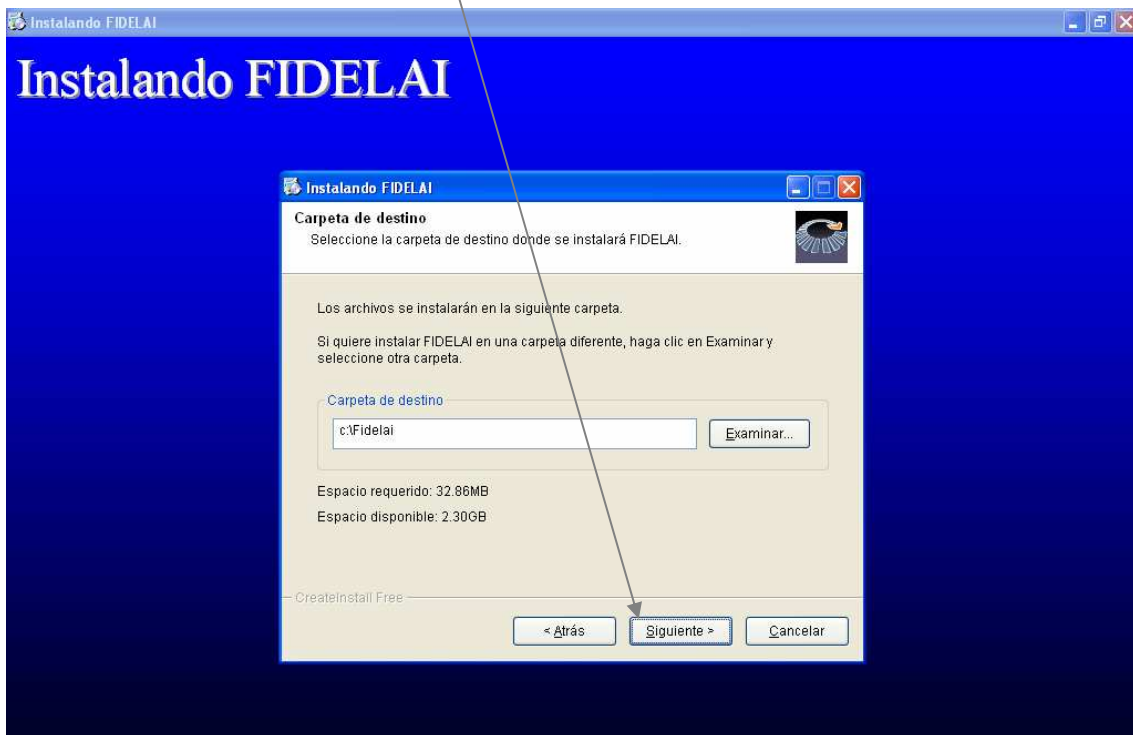 Instalando FIDELAI
Instalando FIDELAI
Instalando FIDELAI
Carpeta de destino
Seleccione la carpeta de destino donde se instalará FIDELAI.
Los archivos se instalarán en la siguiente carpeta.
Si quiere instalar FIDELAI en una carpeta diferente, haga clic en Examinar y
seleccione otra carpeta.
Carpeta de destino
c:\Fidelai
Examinar...
Espacio requerido: 32.86MB
Espacio disponible: 2.30GB
CreateInstall Free
< Atrás
Siguiente >
Cancelar